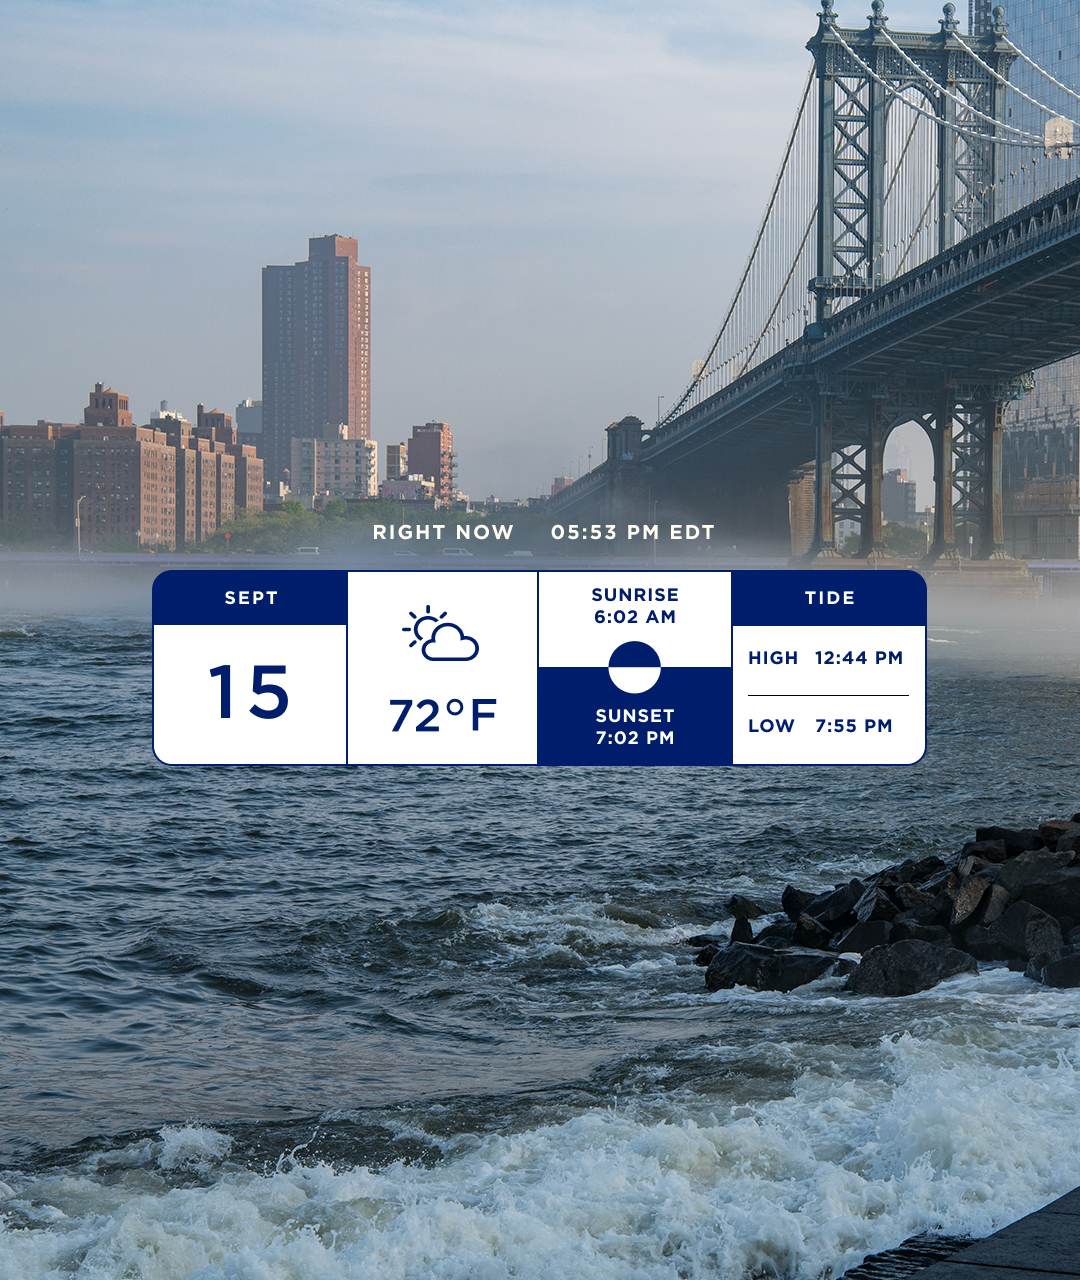 RIGHT NOW 05:53 PM EDT
SEPT
15
72°F
SUNRISE
6:02 AM
SUNSET
7:02 PM
TIDE
HIGH 12:44 PM
LOW 7:55 PM